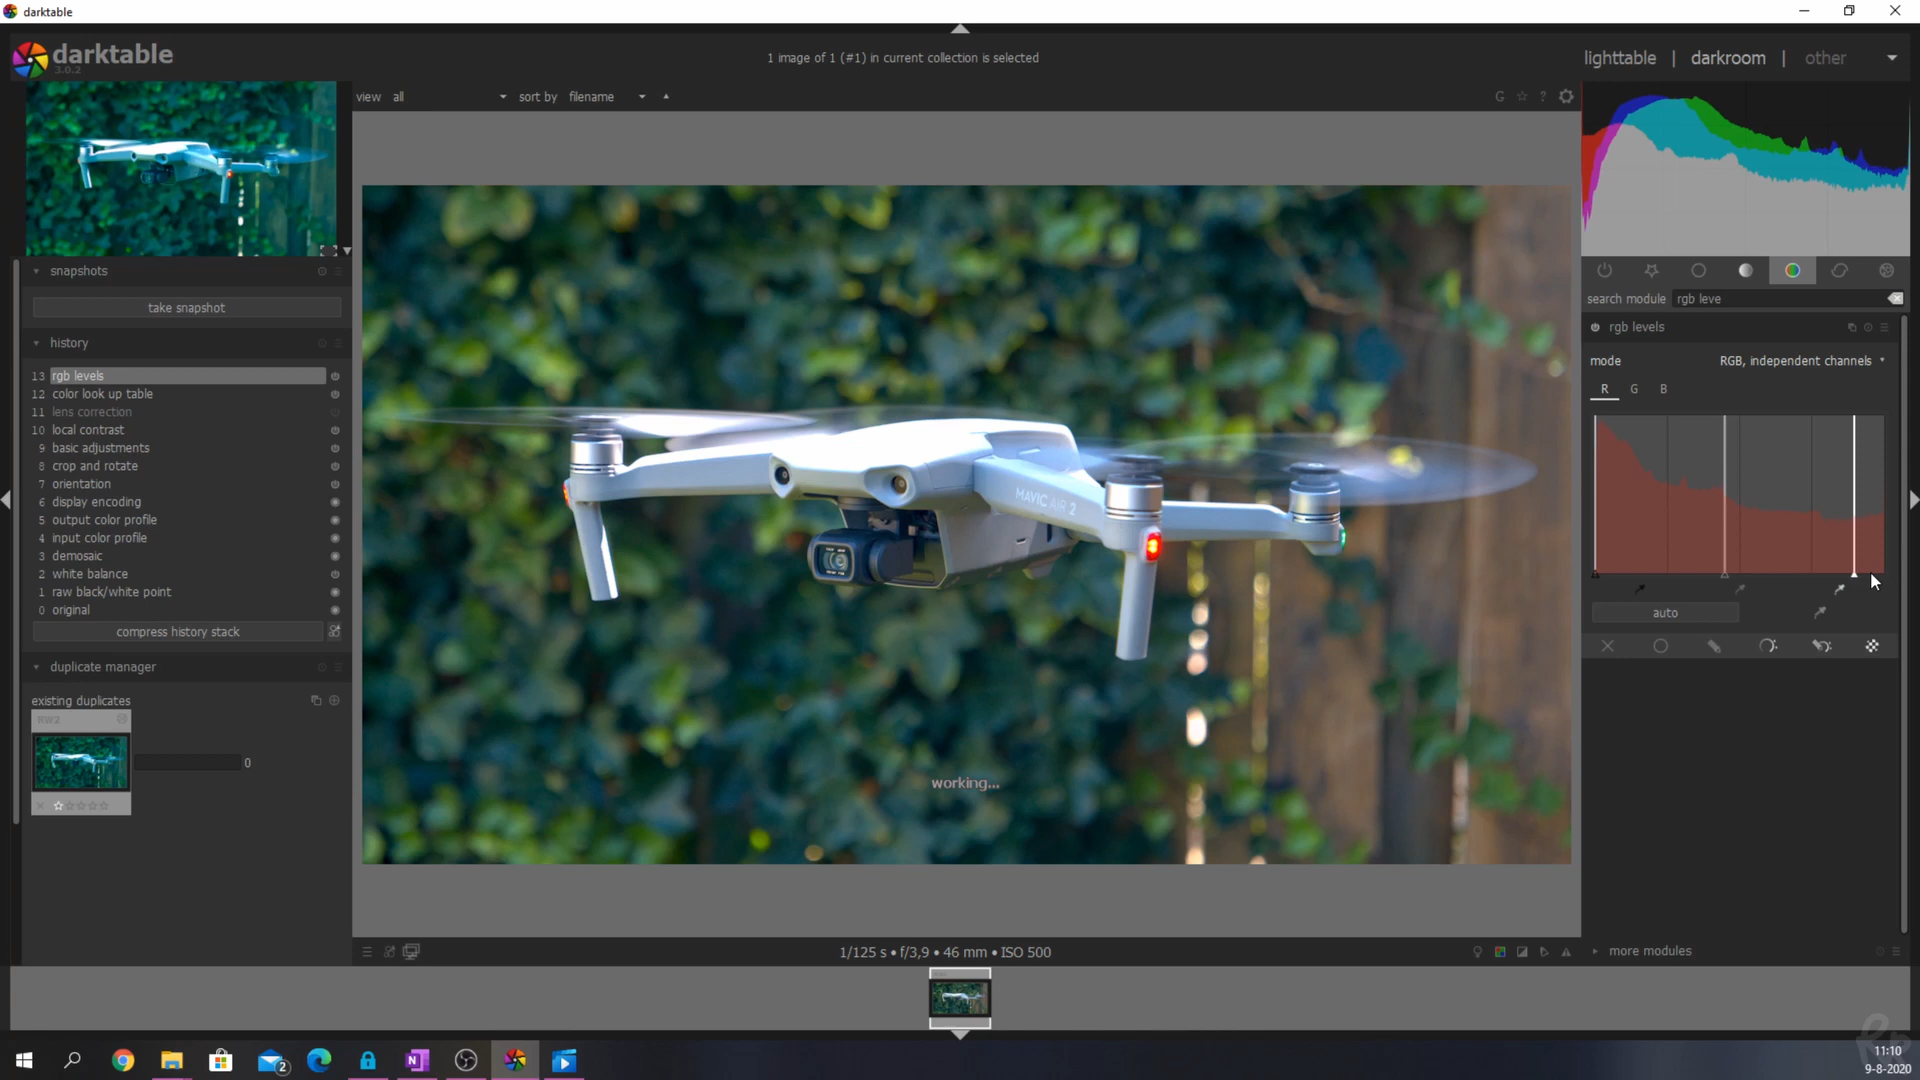 darktable
darktable
3.0.2
1 image of 1 (#1) in current collection is selected
lighttable | darkroom | other
view all
sort by filename
G ☆ ?
snapshots
take snapshot
history
13 rgb levels
12 color look up table
11 lens correction
10 local contrast
9 basic adjustments
8 crop and rotate
7 orientation
6 display encoding
5 output color profile
4 input color profile
3 demosaic
2 white balance
1 raw black/white point
0 original
compress history stack
duplicate manager
existing duplicates
RW2
0
MAVIC AIR 2
working...
1/125 s • f/3,9 • 46 mm • ISO 500
search module rgb leve
rgb levels
mode RGB, independent channels
R G B
auto
more modules
N
2
11:10
9-8-2020